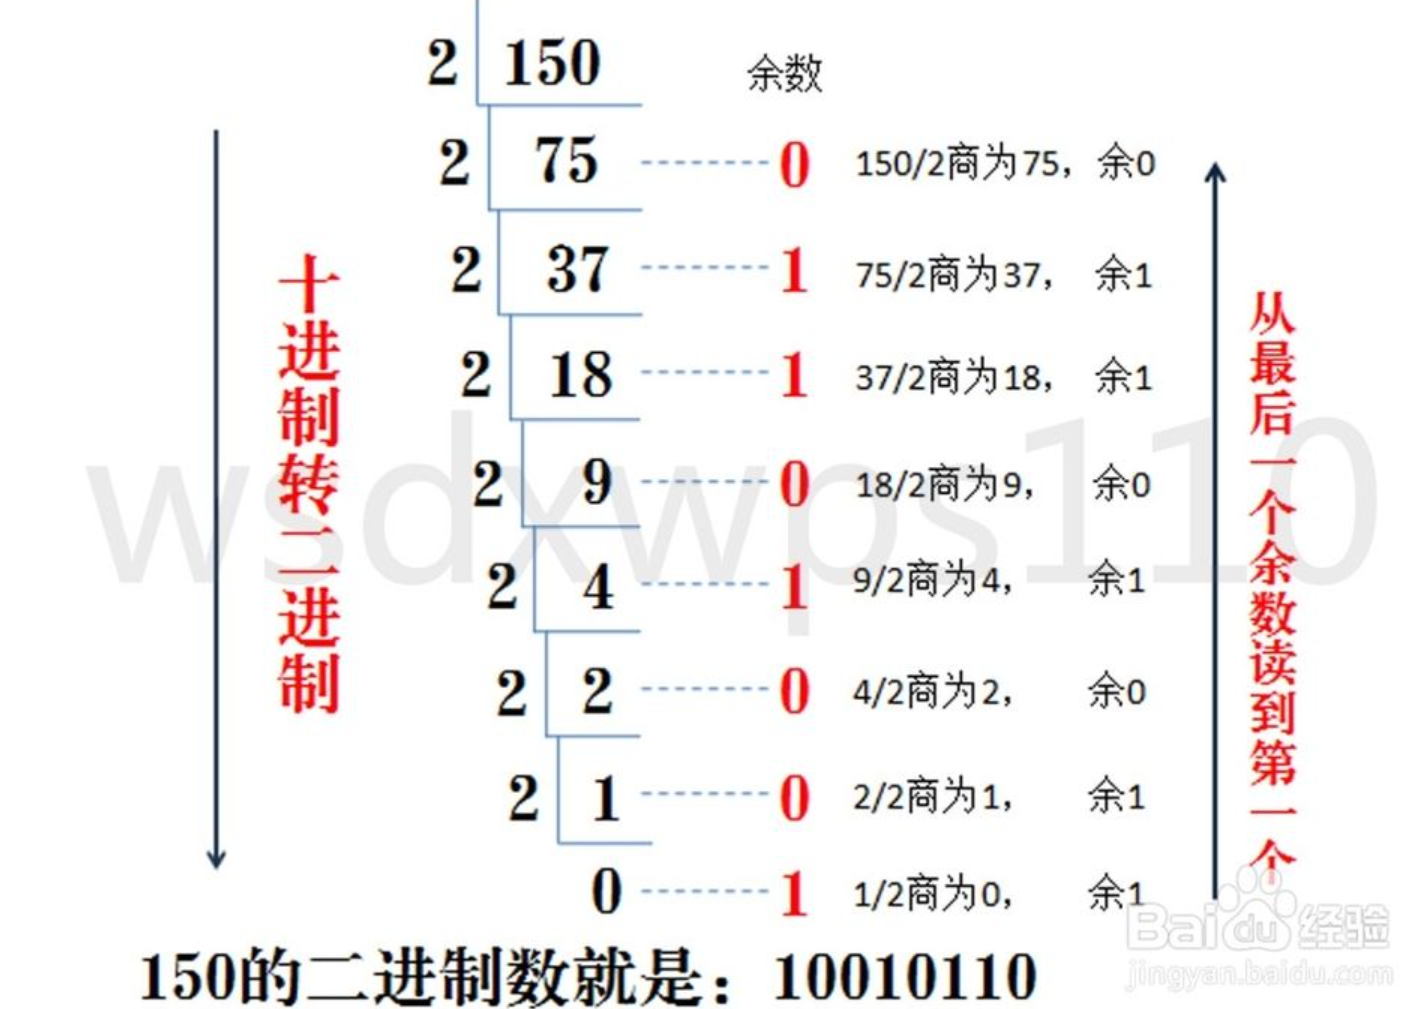 2 150 余数
2 75 0 150/2商为75，余0
2 37 1 75/2商为37， 余1
2 18 1 37/2商为18， 余1
2 9 0 18/2商为9， 余0
2 4 1 9/2商为4， 余1
2 2 0 4/2商为2， 余0
2 1 0 2/2商为1， 余1
0 1 1/2商为0， 余1
十进制转二进制
从最后一个余数读到第一个
150的二进制数就是：10010110
wsdxwps110
Baidu经验
jingyan.baidu.com